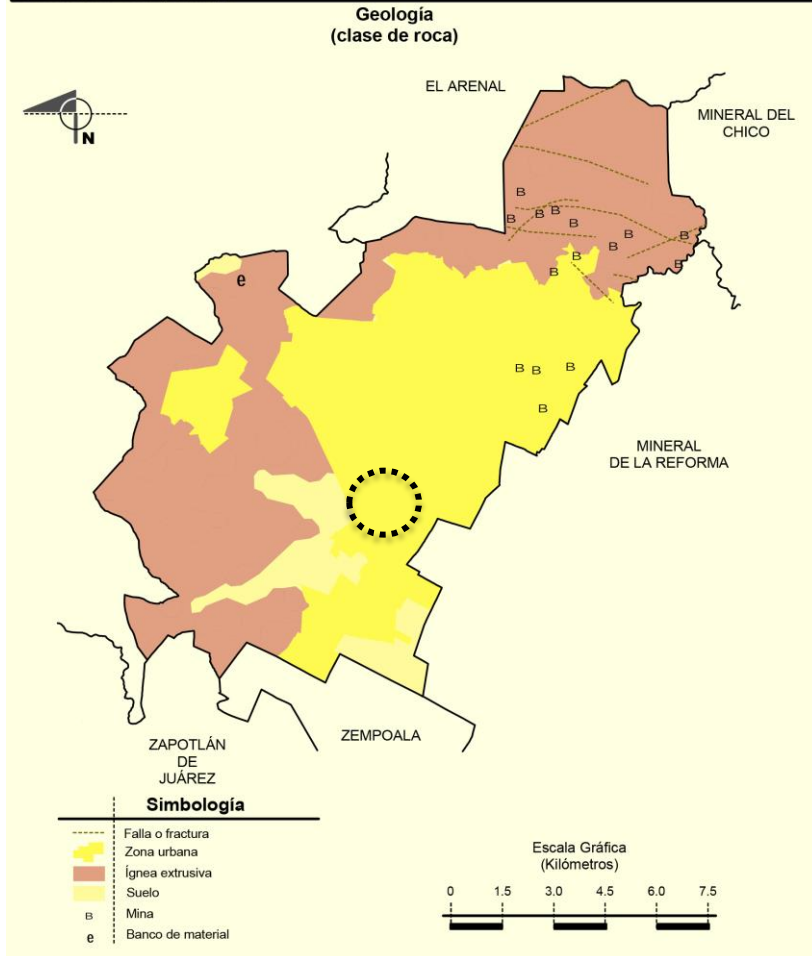 Geología
(clase de roca)
EL ARENAL
MINERAL DEL
CHICO
N
B
B
B
B
B
B
B
B
B
B
B
e
B
B
B
B
MINERAL
DE LA REFORMA
ZAPOTLÁN
DE
JUÁREZ
ZEMPOALA
Simbología
Falla o fractura
Zona urbana
Ígnea extrusiva
Suelo
B Mina
e Banco de material
Escala Gráfica
(Kilómetros)
0 1.5 3.0 4.5 6.0 7.5